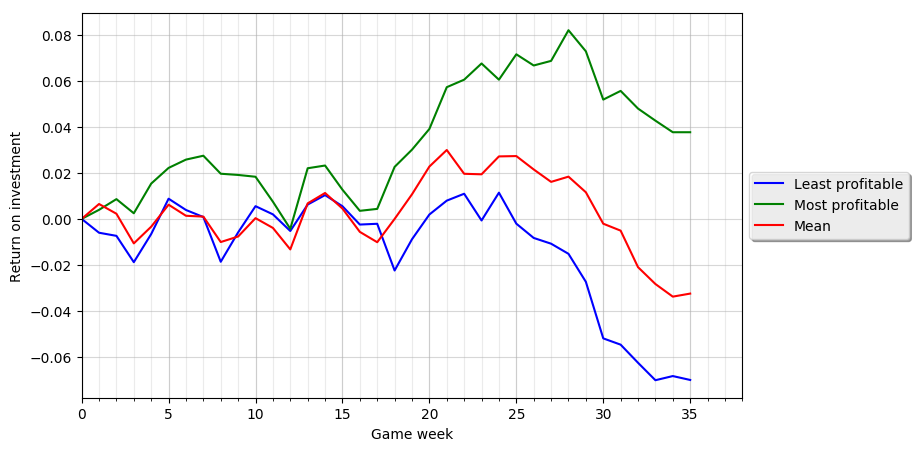 0.08
0.06
0.04
0.02
0.00
−0.02
−0.04
−0.06
Return on investment
0 5 10 15 20 25 30 35
Game week
Least profitable
Most profitable
Mean